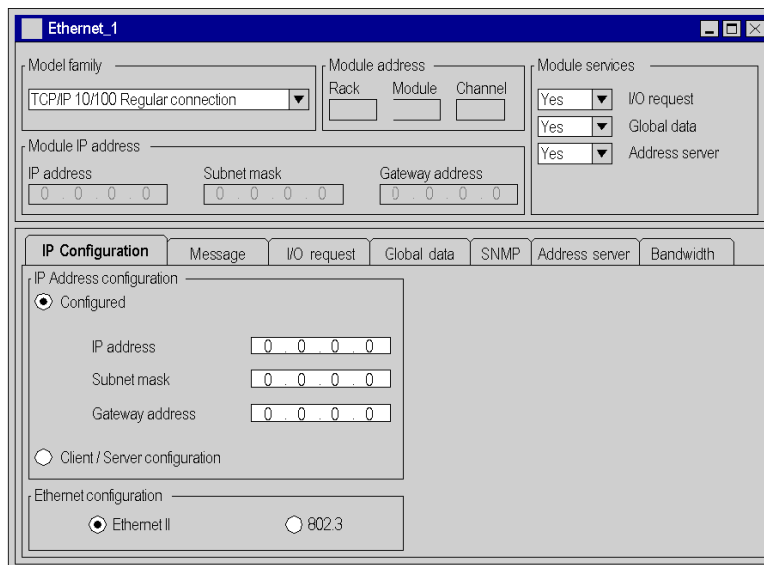 Ethernet_1
Model family
TCP/IP 10/100 Regular connection
Module address
Rack Module Channel
Module services
Yes I/O request
Yes Global data
Yes Address server
Module IP address
IP address Subnet mask Gateway address
0 . 0 . 0 . 0 0 . 0 . 0 . 0 0 . 0 . 0 . 0
IP Configuration Message I/O request Global data SNMP Address server Bandwidth
IP Address configuration
Configured
IP address 0 . 0 . 0 . 0
Subnet mask 0 . 0 . 0 . 0
Gateway address 0 . 0 . 0 . 0
Client / Server configuration
Ethernet configuration
Ethernet II 802.3